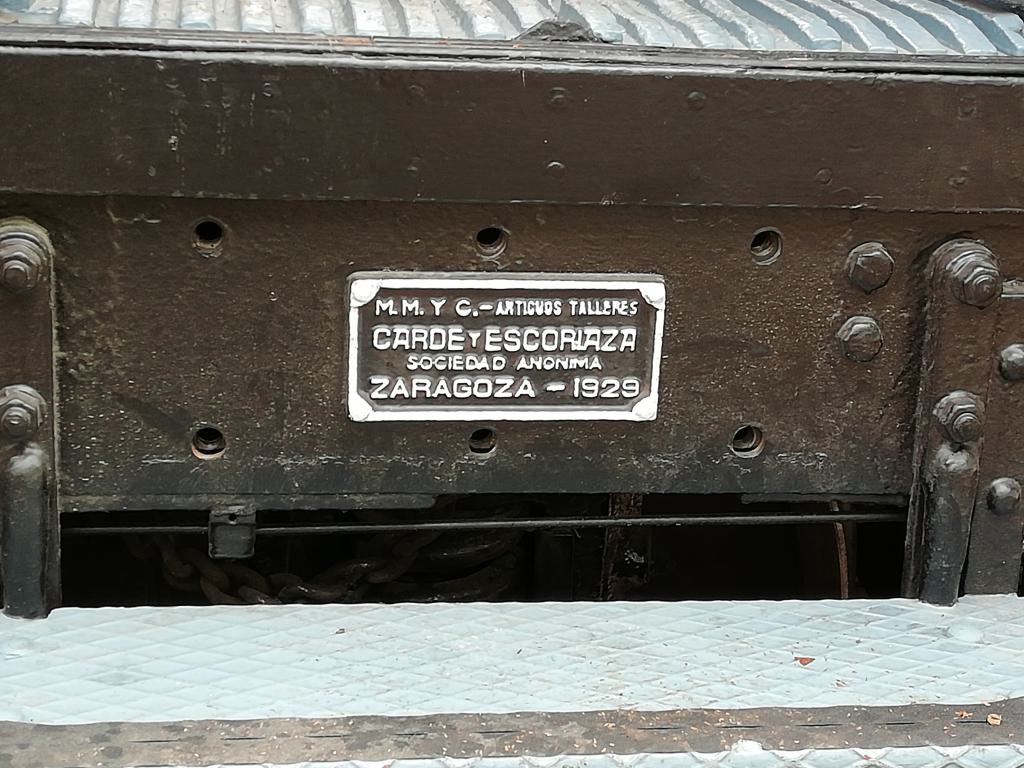 M. M. Y C.-ANTIGUOS TALLERES
CARDE Y ESCORIAZA
SOCIEDAD ANONIMA
ZARAGOZA - 1929